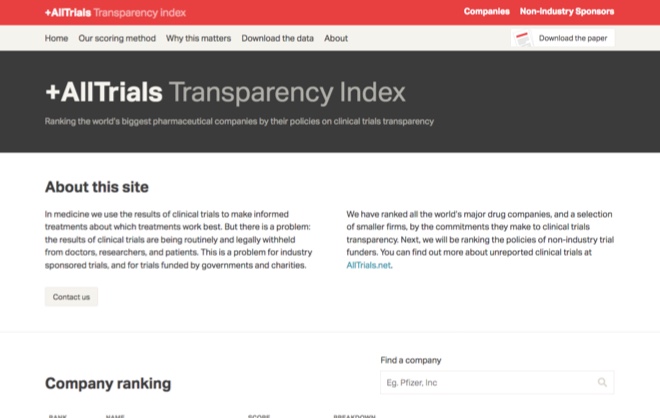 +AllTrials Transparency Index
Companies Non-Industry Sponsors
Home Our scoring method Why this matters Download the data About
Download the paper
+AllTrials Transparency Index
Ranking the world's biggest pharmaceutical companies by their policies on clinical trials transparency
About this site
In medicine we use the results of clinical trials to make informed
treatments about which treatments work best. But there is a problem:
the results of clinical trials are being routinely and legally withheld
from doctors, researchers, and patients. This is a problem for industry
sponsored trials, and for trials funded by governments and charities.
We have ranked all the world's major drug companies, and a selection
of smaller firms, by the commitments they make to clinical trials
transparency. Next, we will be ranking the policies of non-industry trial
funders. You can find out more about unreported clinical trials at
AllTrials.net.
Contact us
Company ranking
Find a company
Eg. Pfizer, Inc
RANK NAME SCORE BREAKDOWN